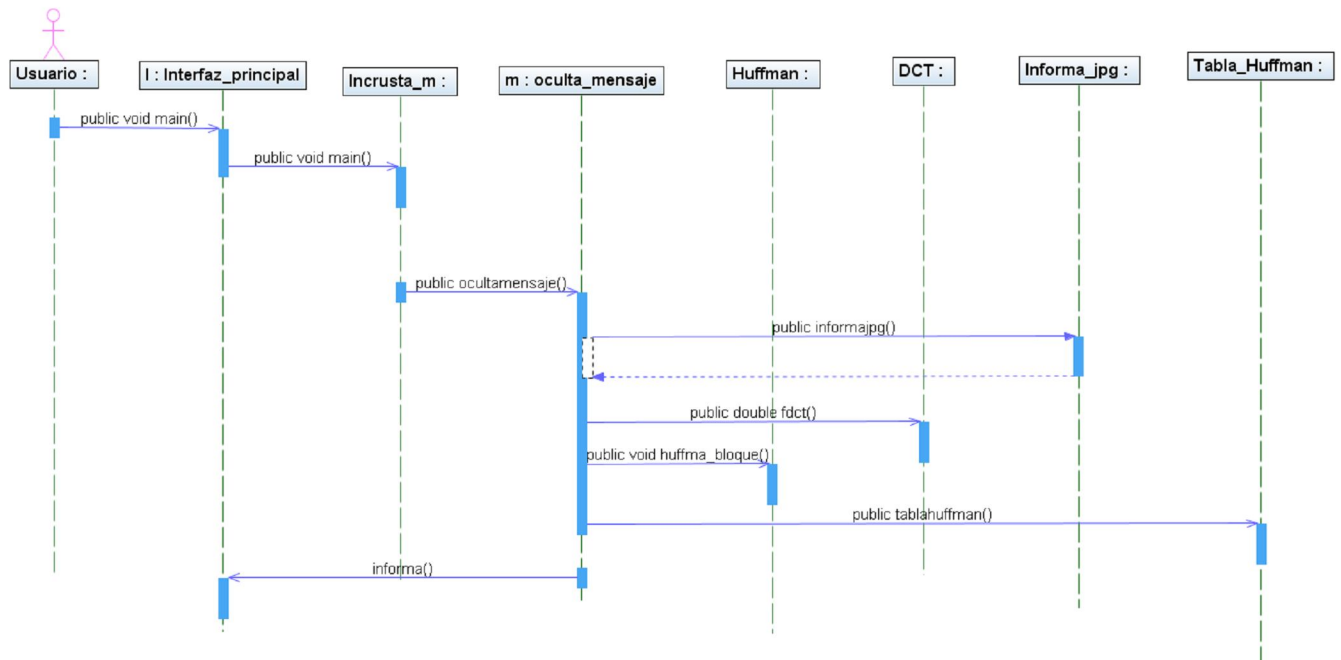 Usuario :
I : Interfaz_principal
Incrusta_m :
m : oculta_mensaje
Huffman :
DCT :
Informa_jpg :
Tabla_Huffman :
public void main()
public void main()
public ocultamensaje()
public informajpg()
public double fdct()
public void huffma_bloque()
public tablahuffman()
informa()